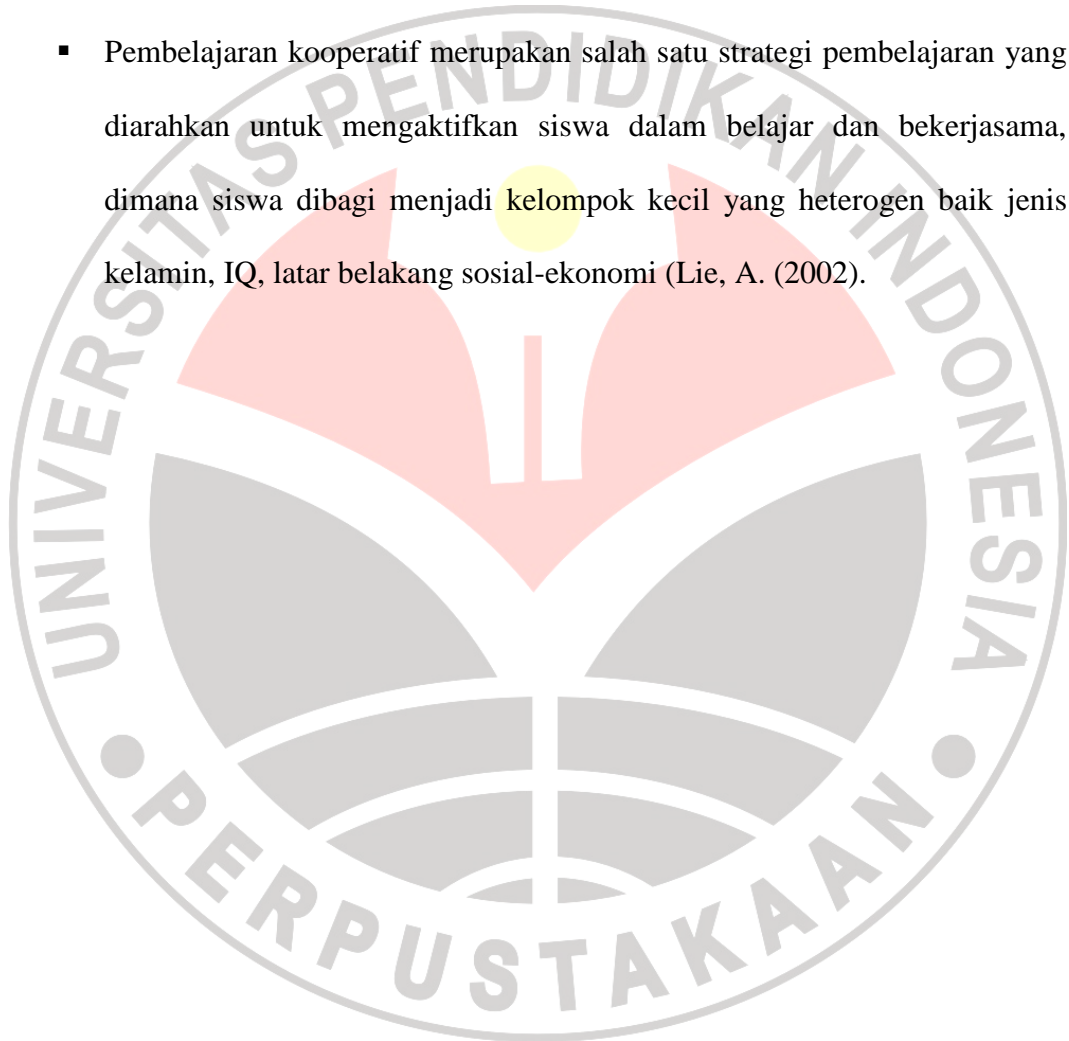 ▪ Pembelajaran kooperatif merupakan salah satu strategi pembelajaran yang
diarahkan untuk mengaktifkan siswa dalam belajar dan bekerjasama,
dimana siswa dibagi menjadi kelompok kecil yang heterogen baik jenis
kelamin, IQ, latar belakang sosial-ekonomi (Lie, A. (2002).
UNIVERSITAS PENDIDIKAN INDONESIA
PERPUSTAKAAN